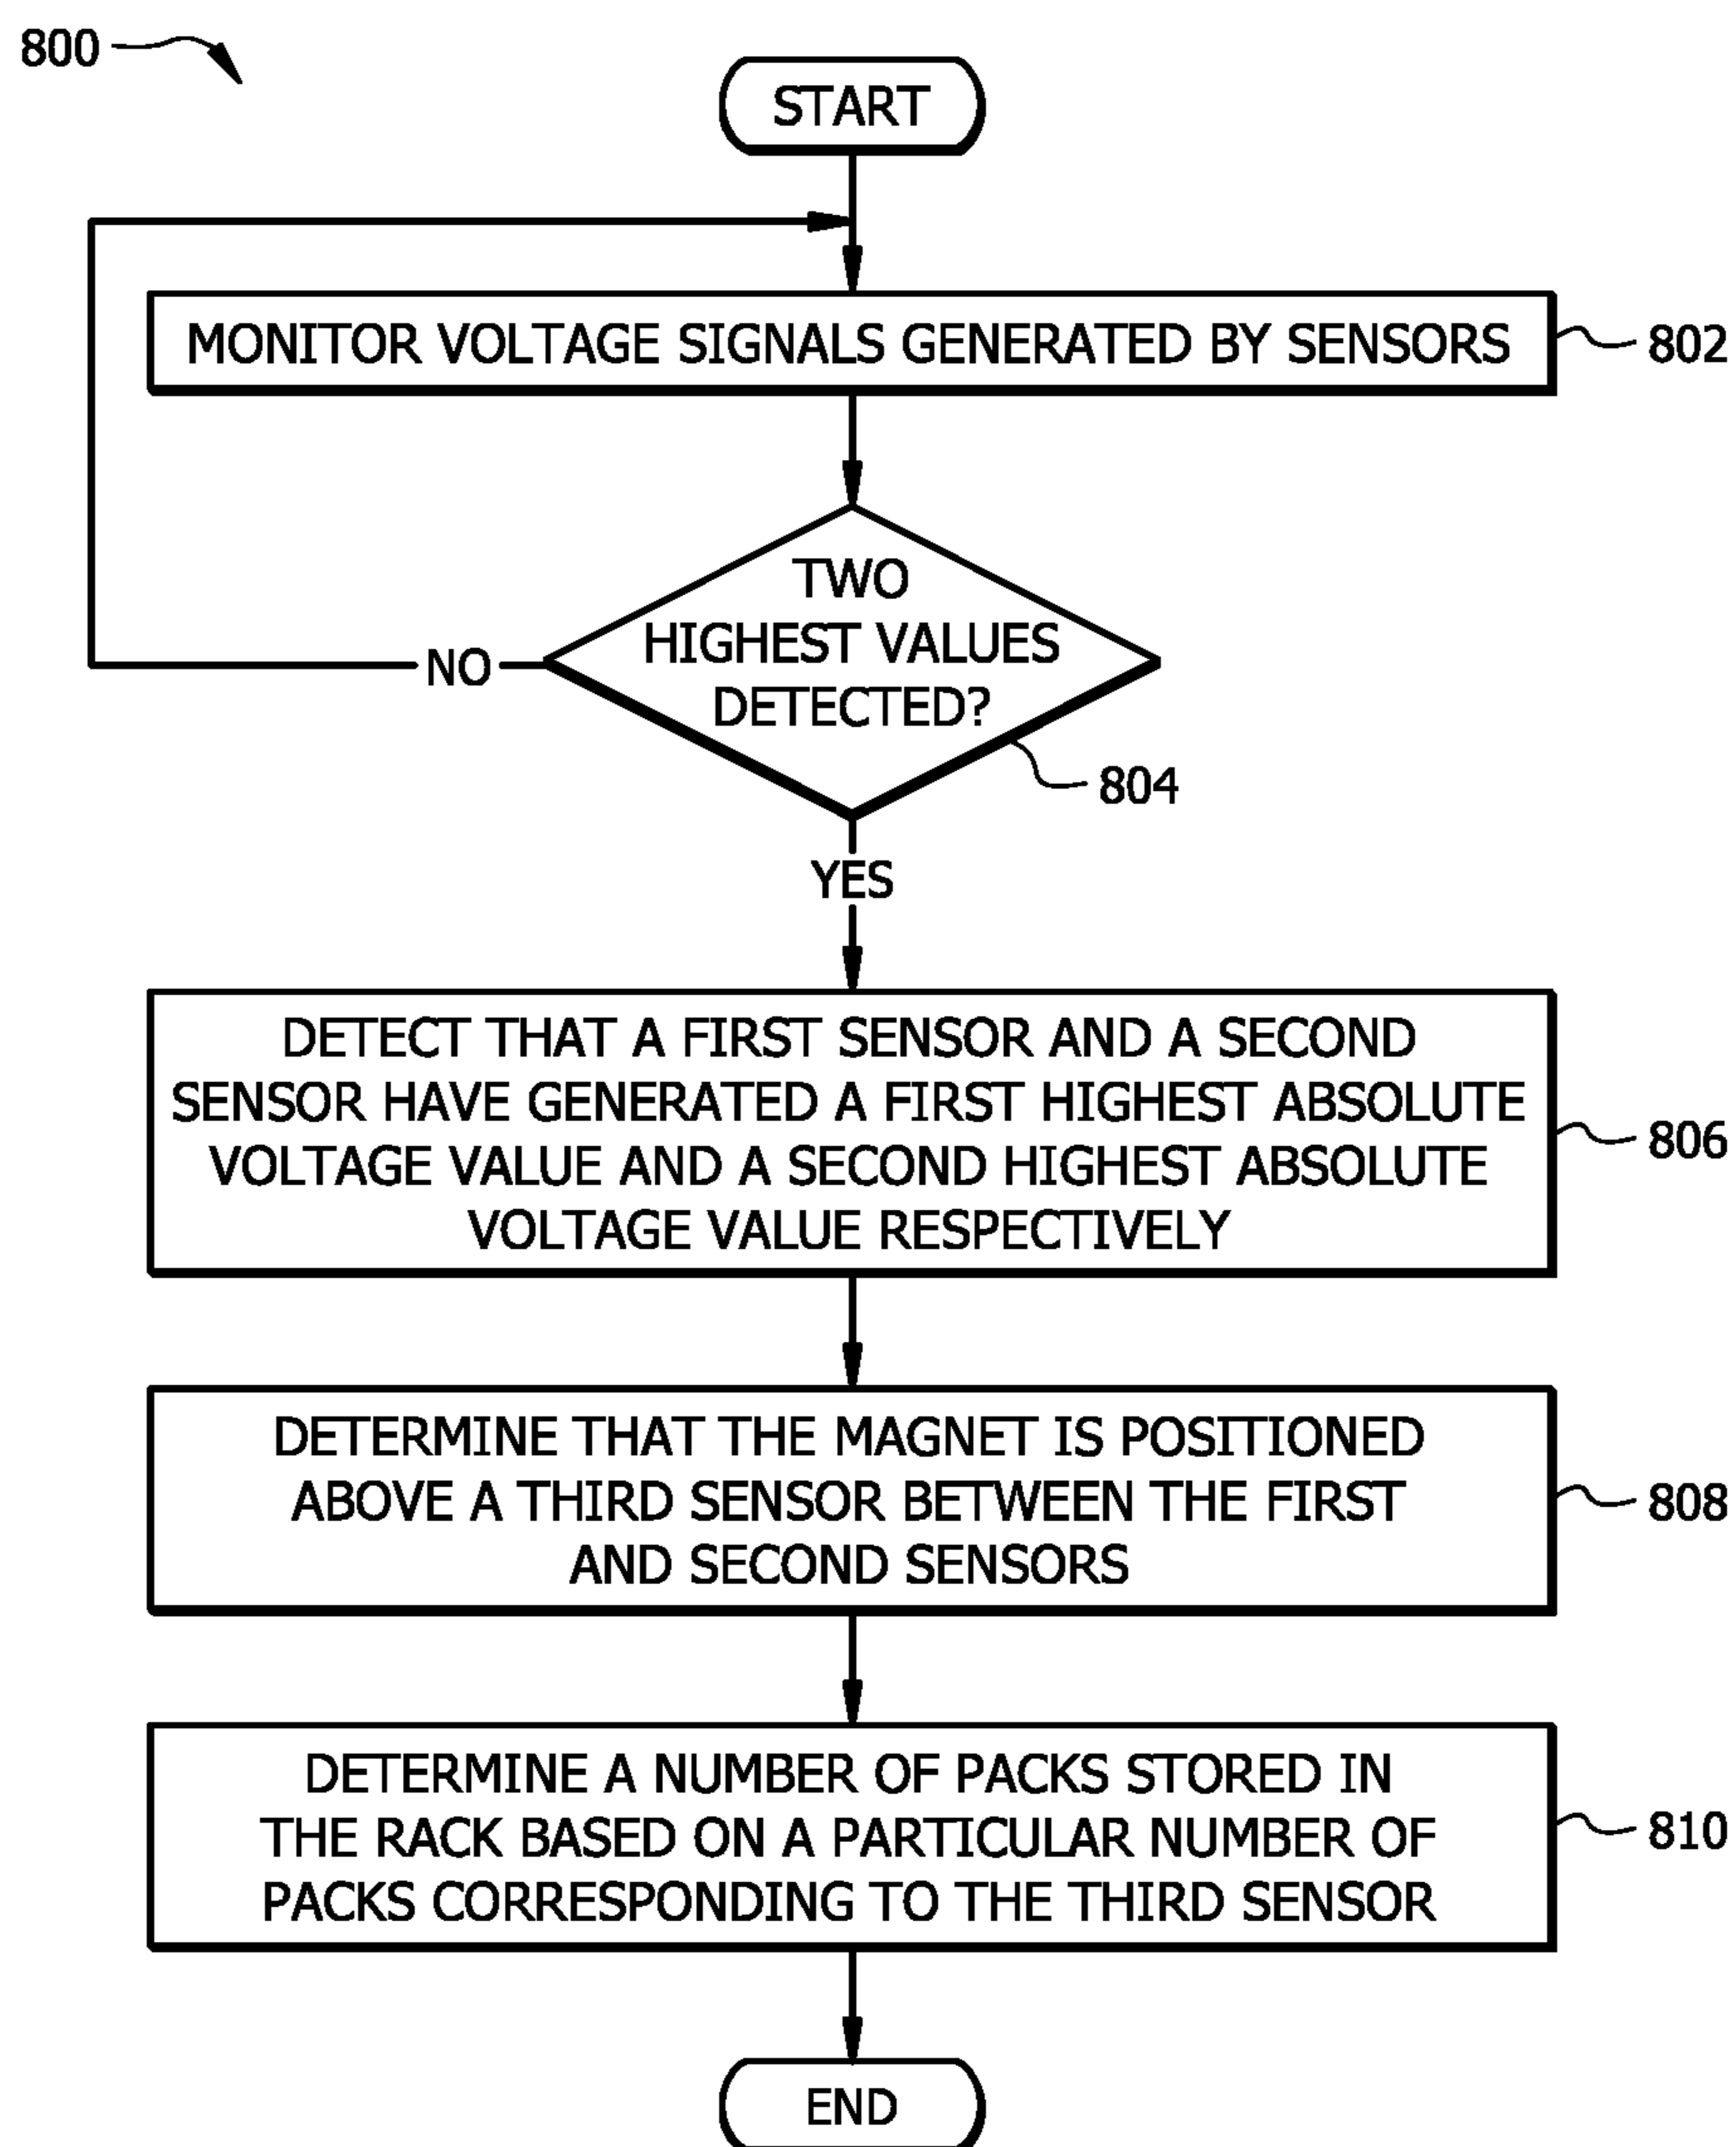 800
START
MONITOR VOLTAGE SIGNALS GENERATED BY SENSORS
802
TWO
HIGHEST VALUES
DETECTED?
NO
804
YES
DETECT THAT A FIRST SENSOR AND A SECOND
SENSOR HAVE GENERATED A FIRST HIGHEST ABSOLUTE
VOLTAGE VALUE AND A SECOND HIGHEST ABSOLUTE
VOLTAGE VALUE RESPECTIVELY
806
DETERMINE THAT THE MAGNET IS POSITIONED
ABOVE A THIRD SENSOR BETWEEN THE FIRST
AND SECOND SENSORS
808
DETERMINE A NUMBER OF PACKS STORED IN
THE RACK BASED ON A PARTICULAR NUMBER OF
PACKS CORRESPONDING TO THE THIRD SENSOR
810
END